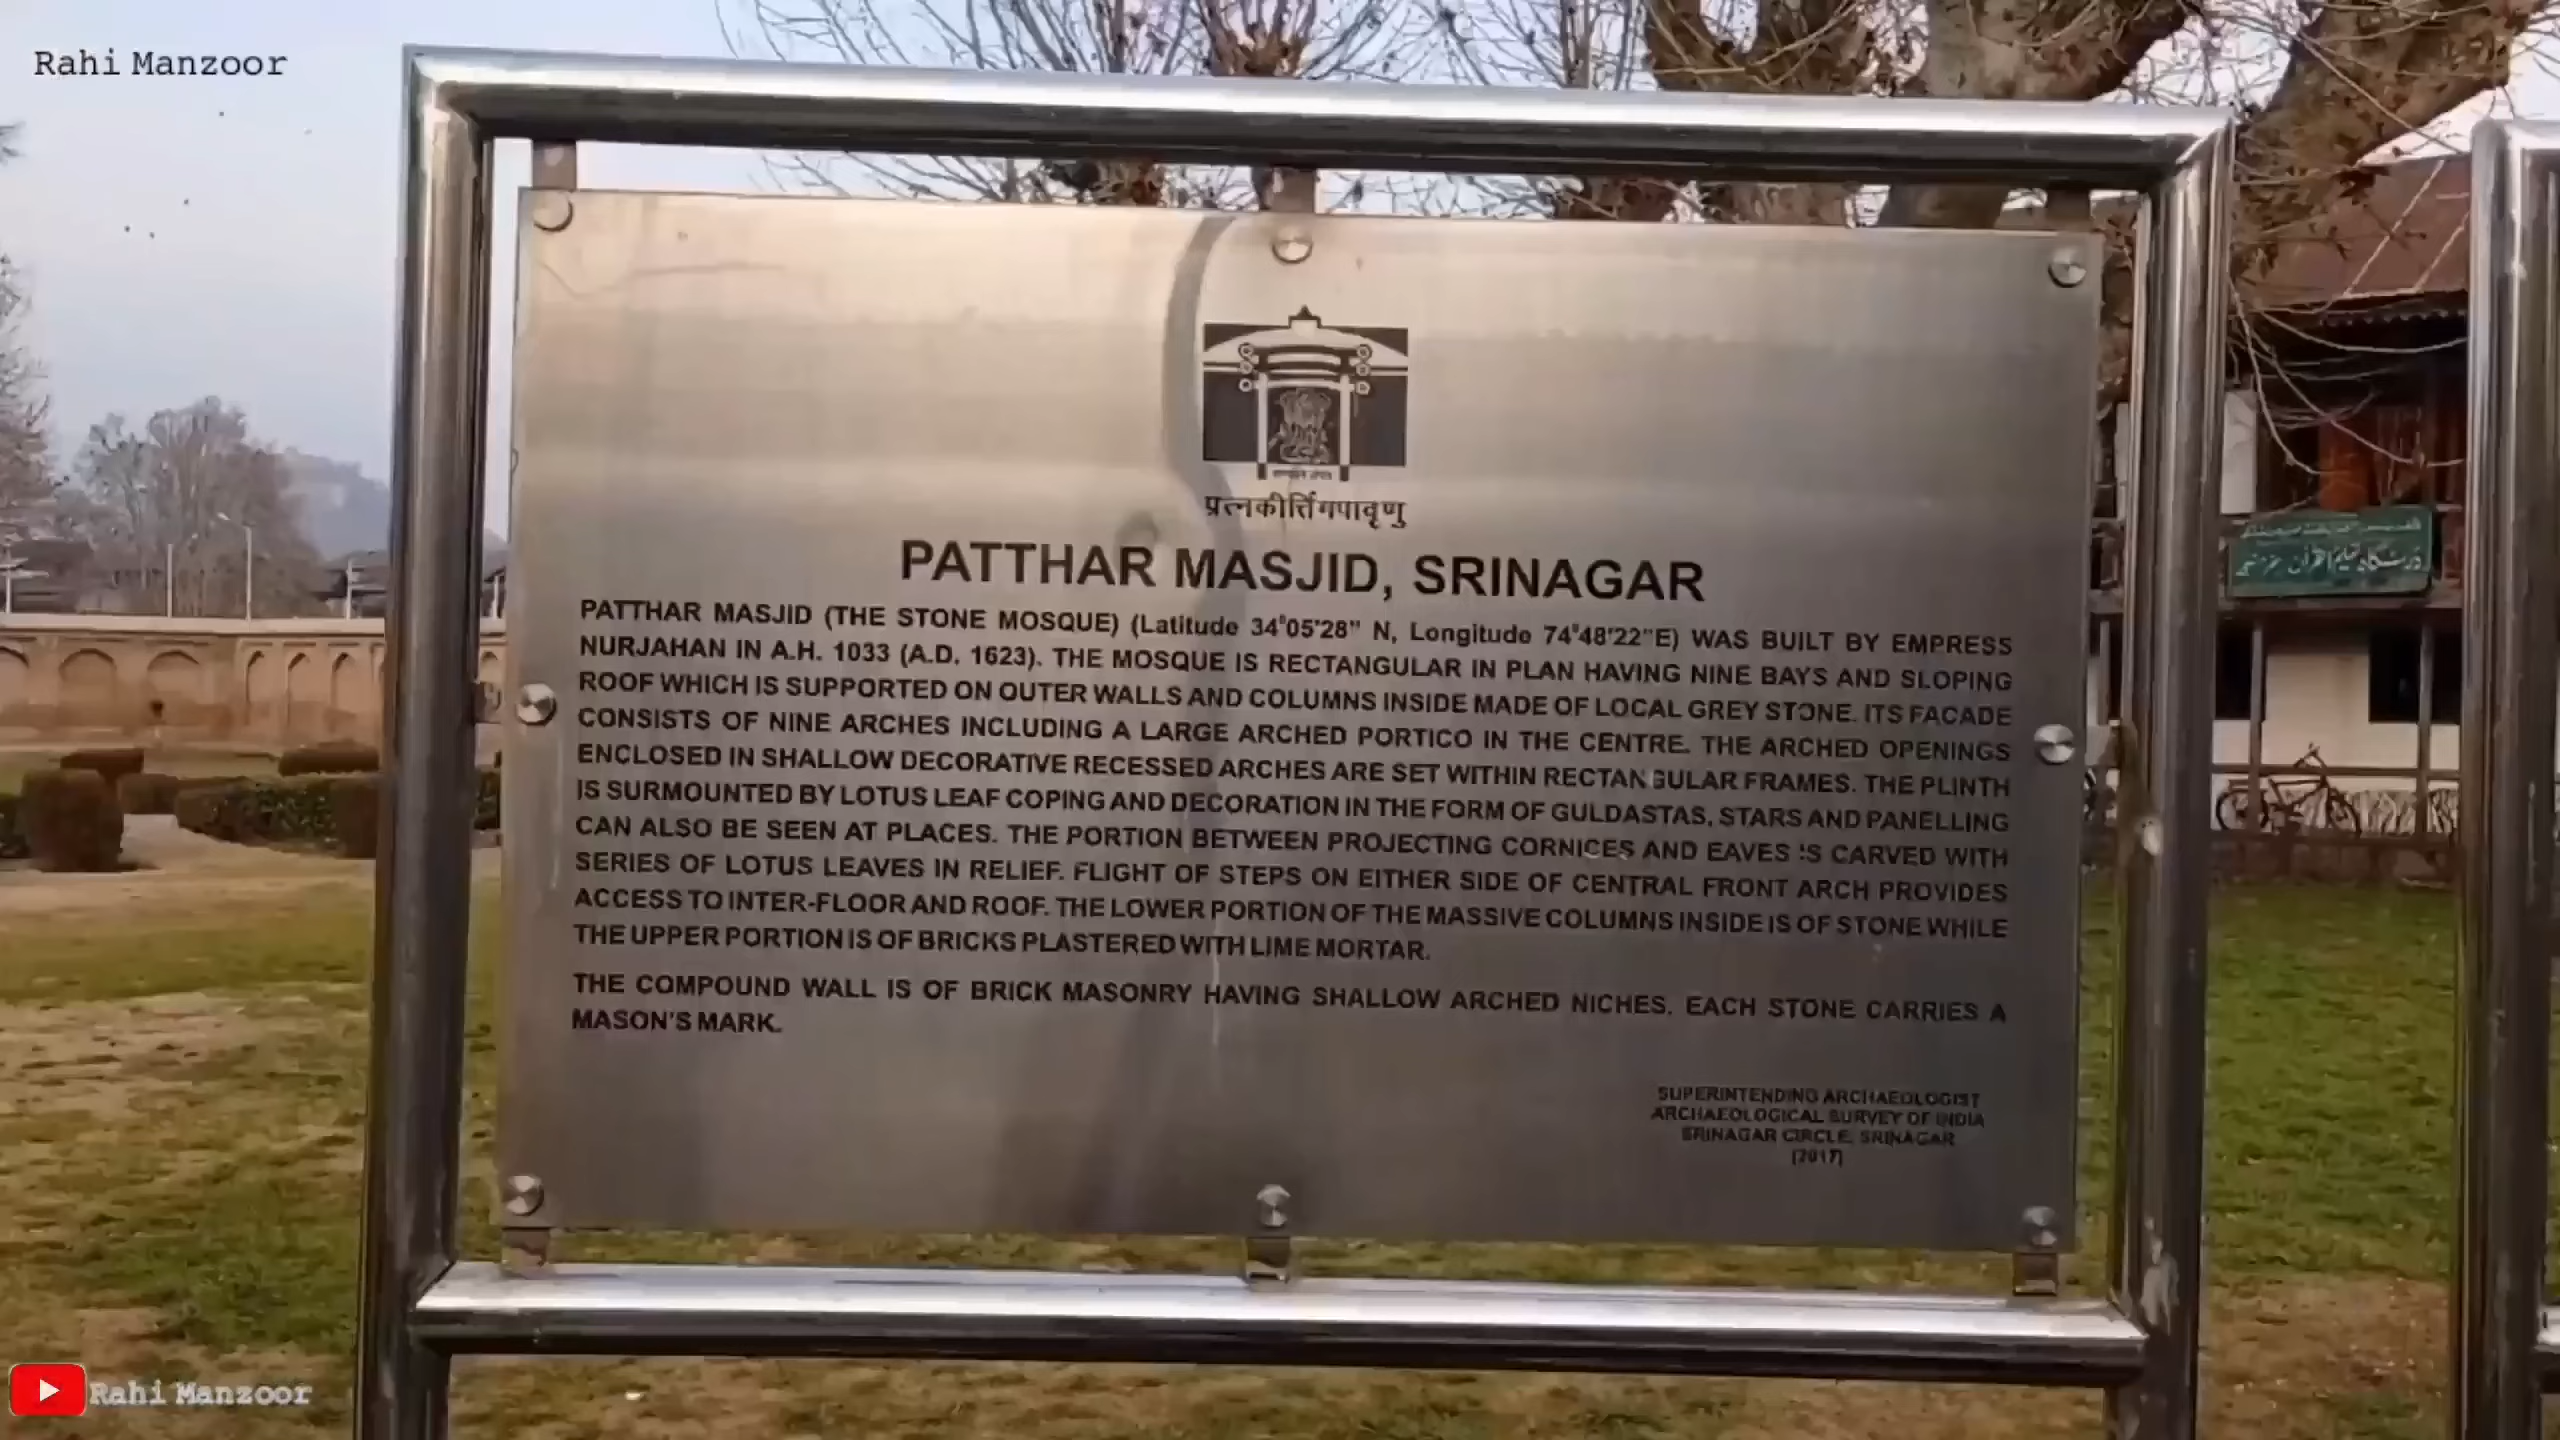 Rahi Manzoor
प्रत्नकीर्त्तिमपावृणु
PATTHAR MASJID, SRINAGAR
PATTHAR MASJID (THE STONE MOSQUE) (Latitude 34°05'28" N, Longitude 74°48'22"E) WAS BUILT BY EMPRESS
NURJAHAN IN A.H. 1033 (A.D. 1623). THE MOSQUE IS RECTANGULAR IN PLAN HAVING NINE BAYS AND SLOPING
ROOF WHICH IS SUPPORTED ON OUTER WALLS AND COLUMNS INSIDE MADE OF LOCAL GREY STONE. ITS FACADE
CONSISTS OF NINE ARCHES INCLUDING A LARGE ARCHED PORTICO IN THE CENTRE. THE ARCHED OPENINGS
ENCLOSED IN SHALLOW DECORATIVE RECESSED ARCHES ARE SET WITHIN RECTANGULAR FRAMES. THE PLINTH
IS SURMOUNTED BY LOTUS LEAF COPING AND DECORATION IN THE FORM OF GULDASTAS, STARS AND PANELLING
CAN ALSO BE SEEN AT PLACES. THE PORTION BETWEEN PROJECTING CORNICES AND EAVES IS CARVED WITH
SERIES OF LOTUS LEAVES IN RELIEF. FLIGHT OF STEPS ON EITHER SIDE OF CENTRAL FRONT ARCH PROVIDES
ACCESS TO INTER-FLOOR AND ROOF. THE LOWER PORTION OF THE MASSIVE COLUMNS INSIDE IS OF STONE WHILE
THE UPPER PORTION IS OF BRICKS PLASTERED WITH LIME MORTAR.
THE COMPOUND WALL IS OF BRICK MASONRY HAVING SHALLOW ARCHED NICHES. EACH STONE CARRIES A
MASON'S MARK.
SUPERINTENDING ARCHAEOLOGIST
ARCHAEOLOGICAL SURVEY OF INDIA
SRINAGAR CIRCLE, SRINAGAR
(2017)
Rahi Manzoor